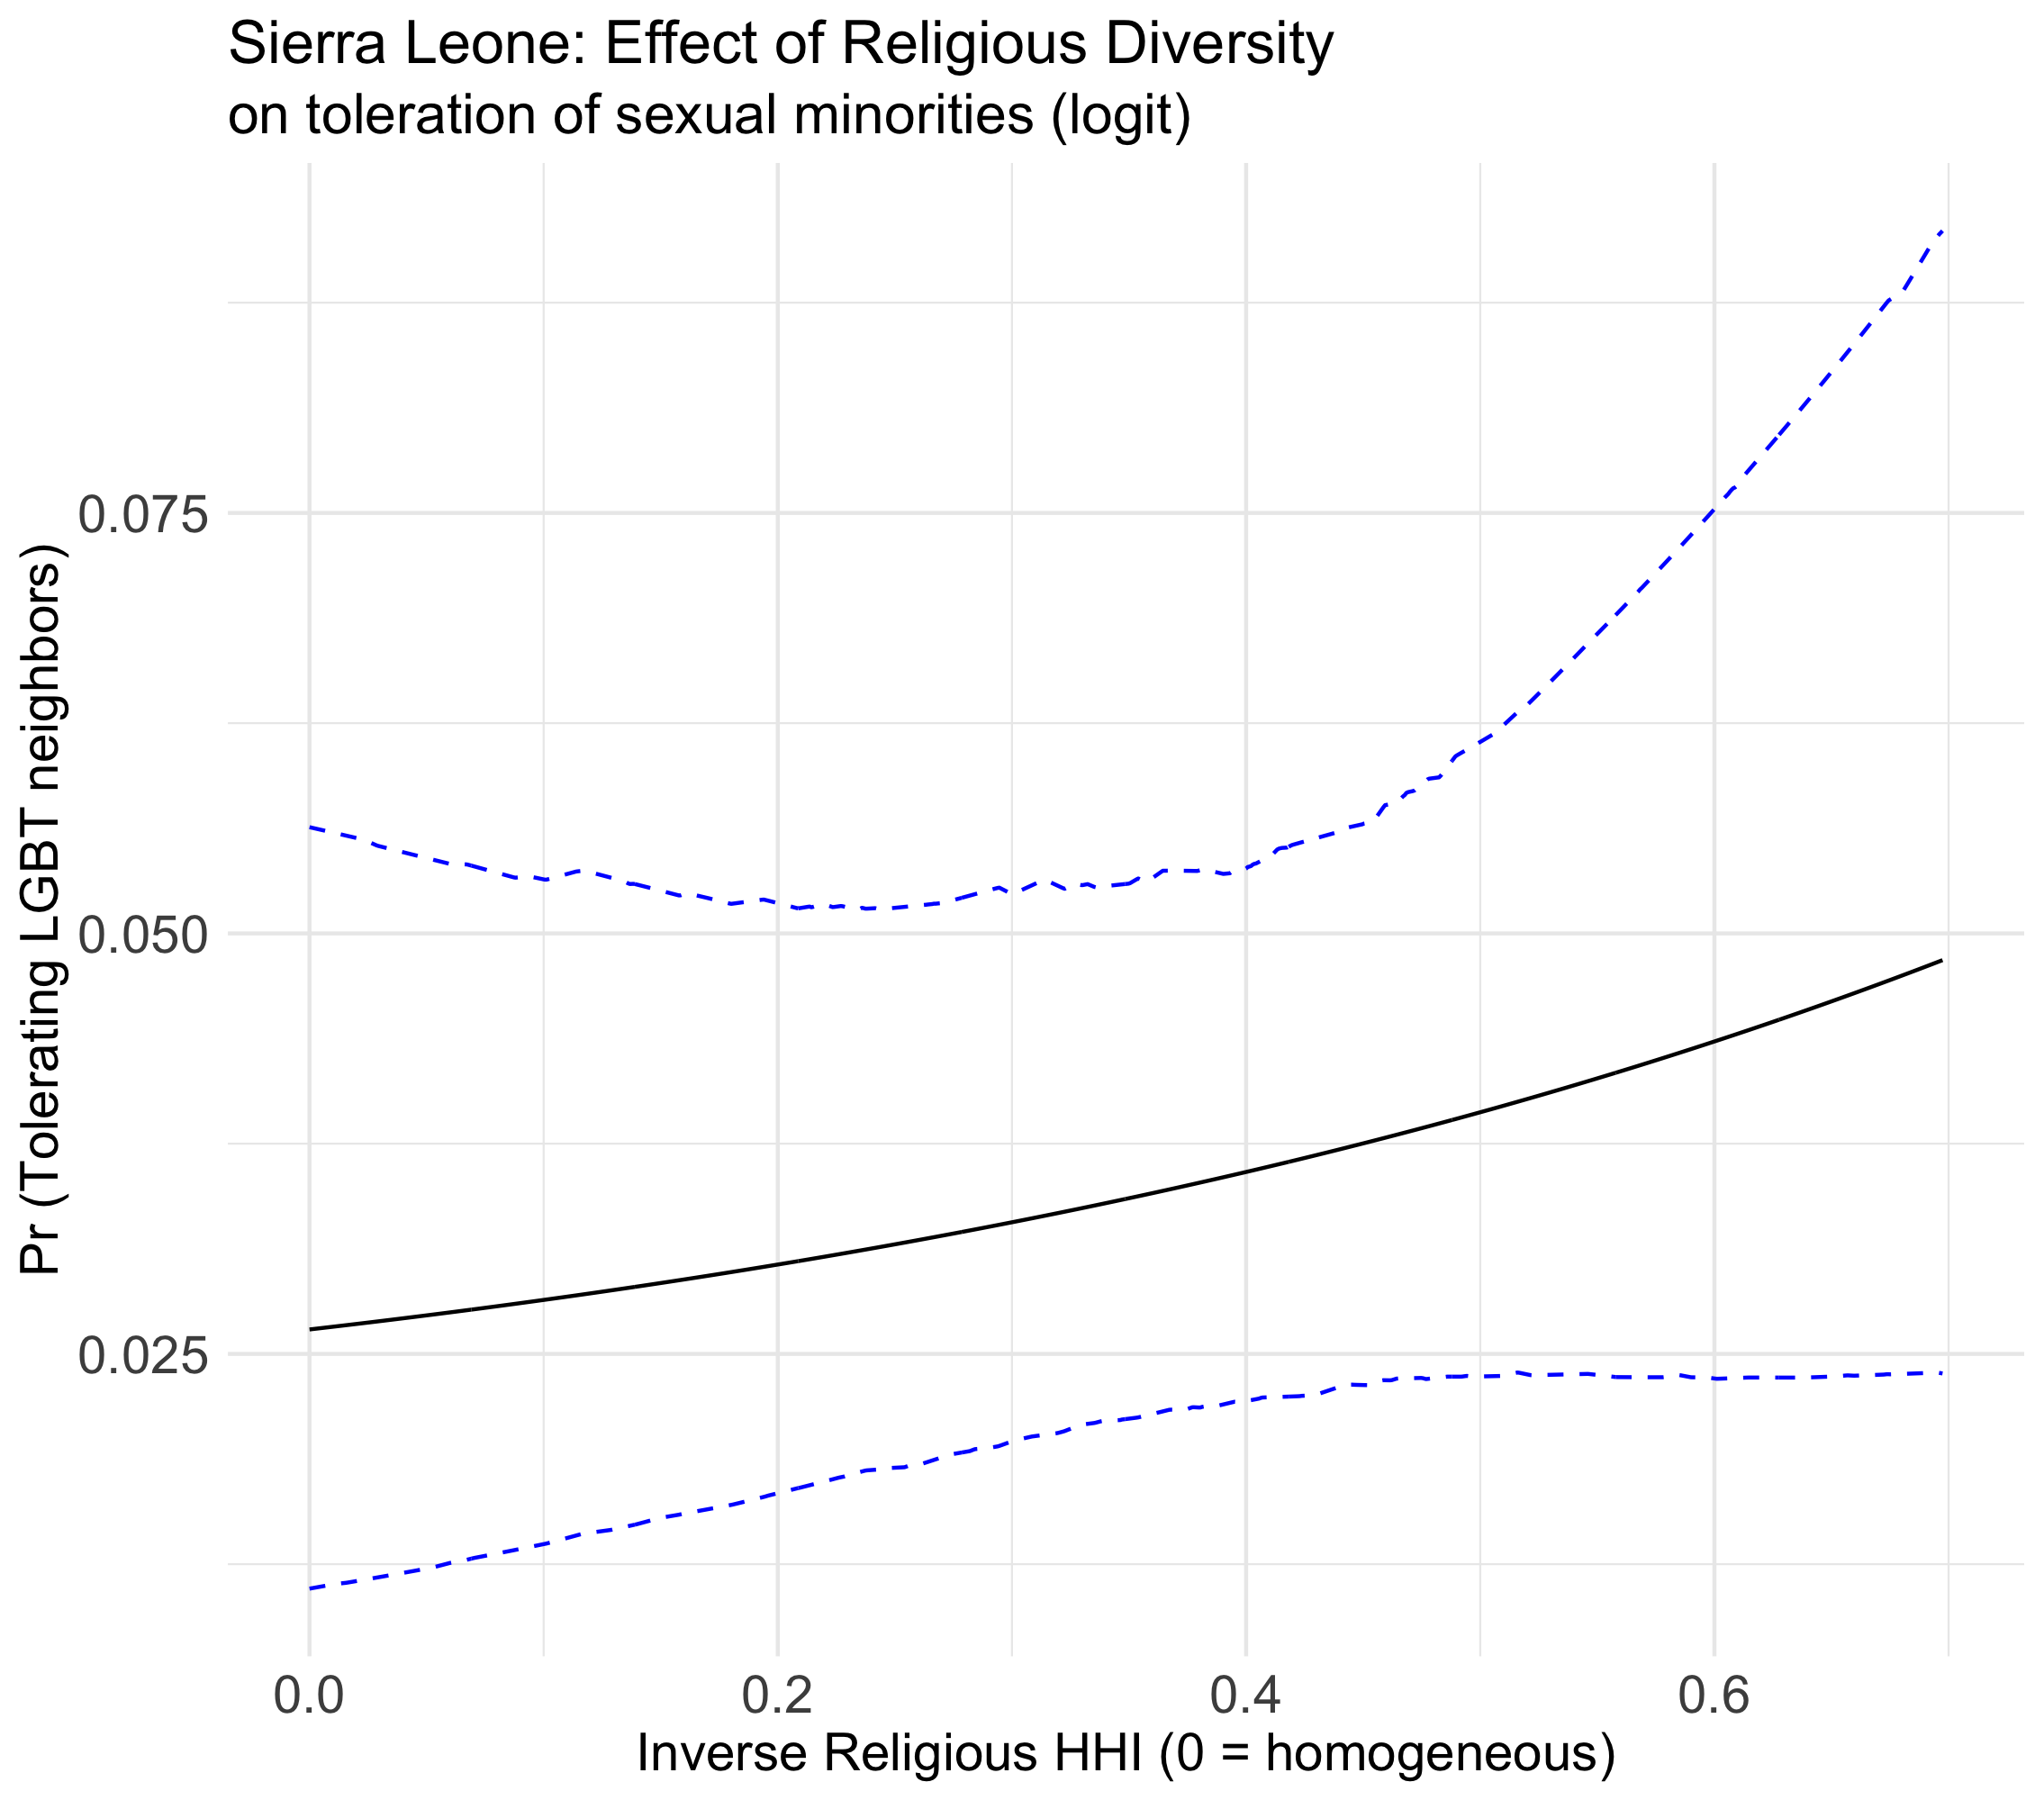 Sierra Leone: Effect of Religious Diversity
on toleration of sexual minorities (logit)
Pr (Tolerating LGBT neighbors)
0.075
0.050
0.025
0.0 0.2 0.4 0.6
Inverse Religious HHI (0 = homogeneous)